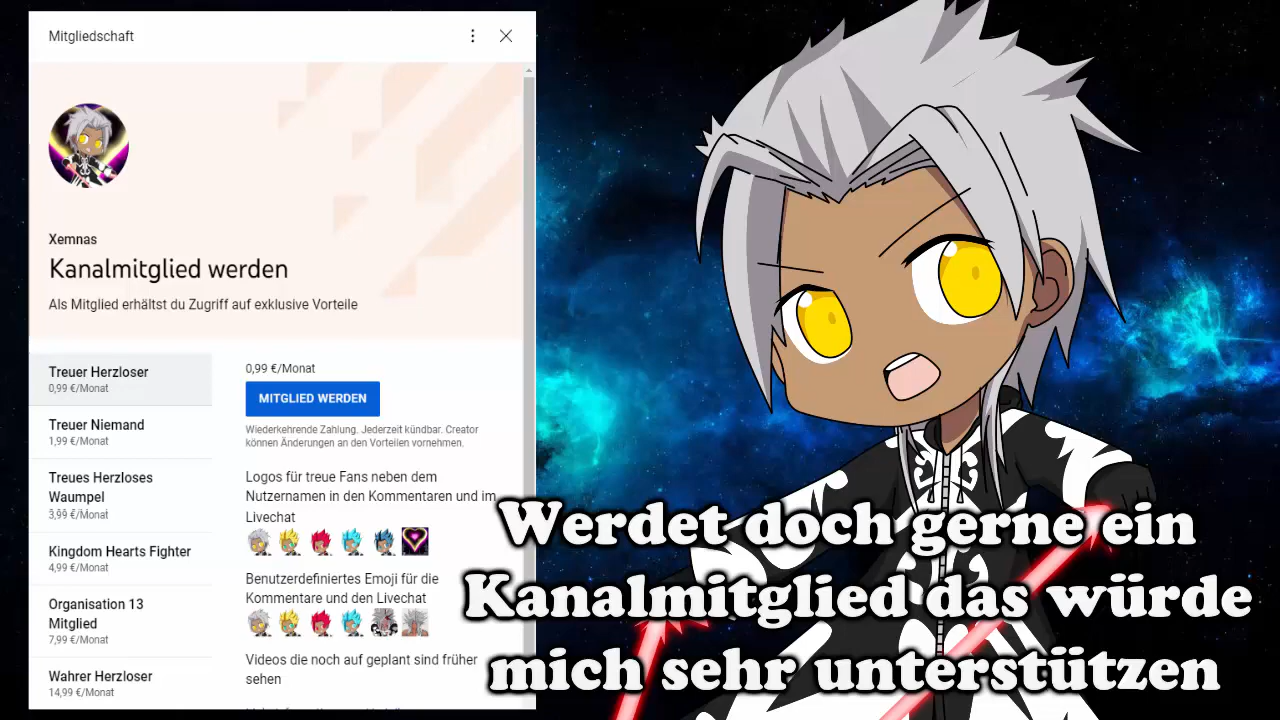 Mitgliedschaft
Xemnas
Kanalmitglied werden
Als Mitglied erhältst du Zugriff auf exklusive Vorteile
Treuer Herzloser
0,99 €/Monat
Treuer Niemand
1,99 €/Monat
Treues Herzloses
Waumpel
3,99 €/Monat
Kingdom Hearts Fighter
4,99 €/Monat
Organisation 13
Mitglied
7,99 €/Monat
Wahrer Herzloser
14,99 €/Monat
0,99 €/Monat
MITGLIED WERDEN
Wiederkehrende Zahlung. Jederzeit kündbar. Creator
können Änderungen an den Vorteilen vornehmen.
Logos für treue Fans neben dem
Nutzernamen in den Kommentaren und im
Livechat
Benutzerdefiniertes Emoji für die
Kommentare und den Livechat
Videos die noch auf geplant sind früher
sehen
Werdet doch gerne ein
Kanalmitglied das würde
mich sehr unterstützen